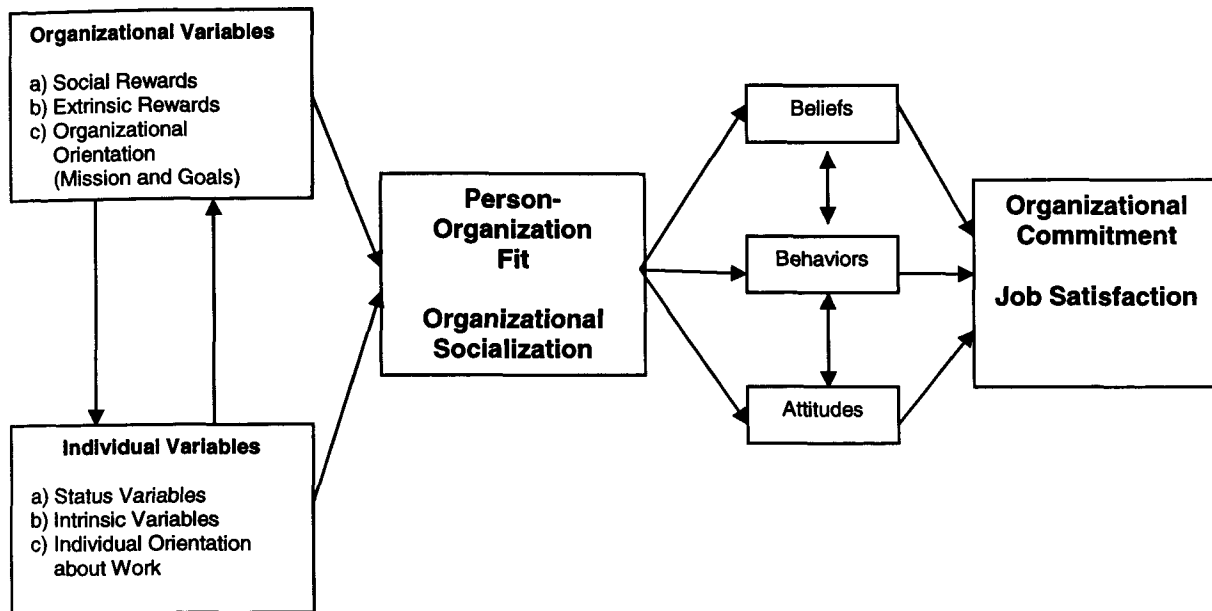 Organizational Variables
a) Social Rewards
b) Extrinsic Rewards
c) Organizational
Orientation
(Mission and Goals)
Individual Variables
a) Status Variables
b) Intrinsic Variables
c) Individual Orientation
about Work
Person-
Organization
Fit
Organizational
Socialization
Beliefs
Behaviors
Attitudes
Organizational
Commitment
Job Satisfaction